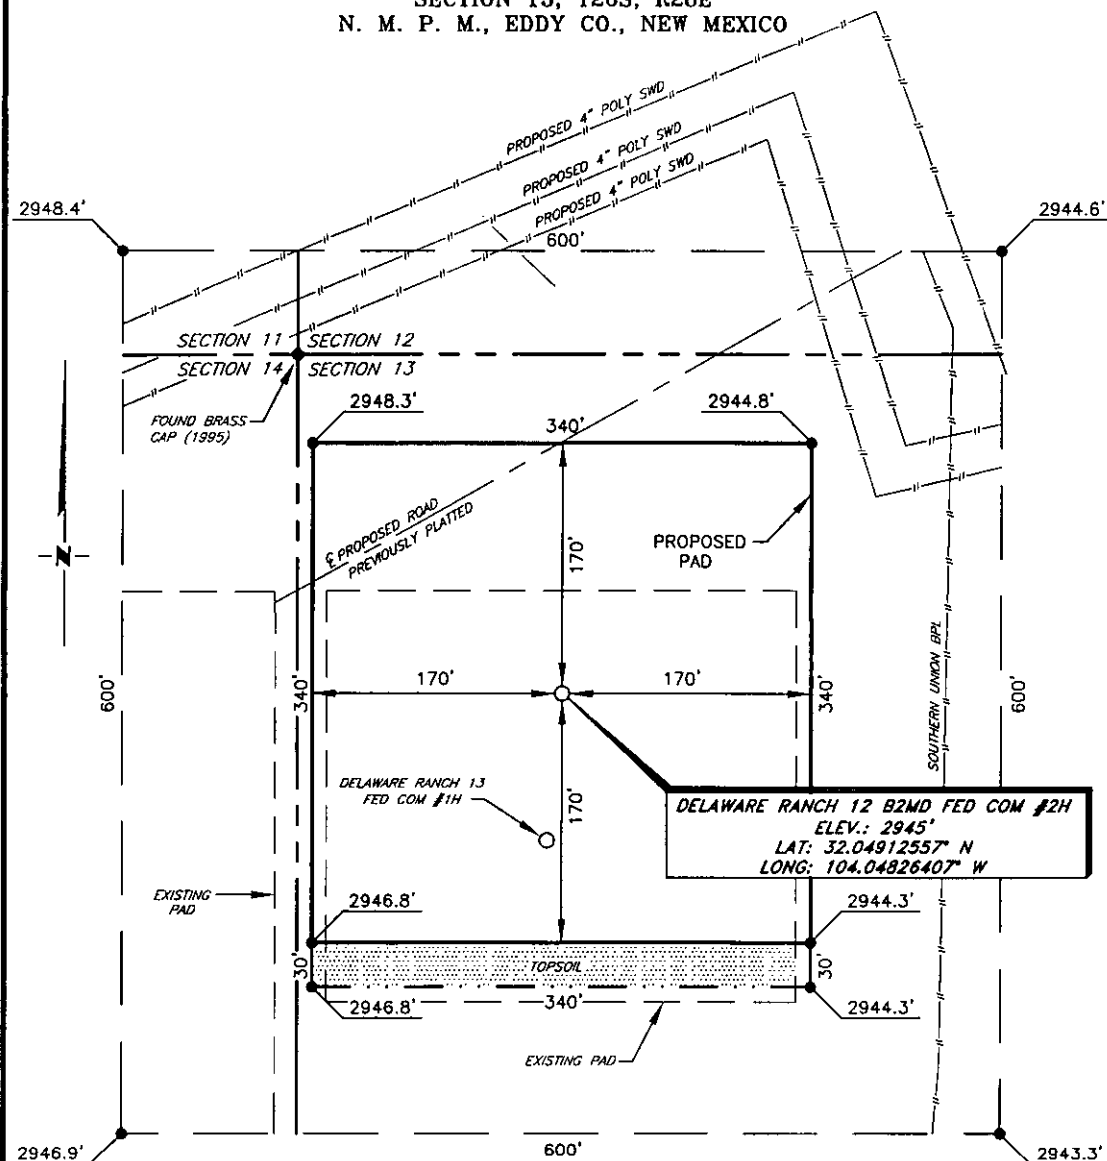 N. M. P. M., EDDY CO., NEW MEXICO
PROPOSED 4" POLY SWD
PROPOSED 4" POLY SWD
PROPOSED 4" POLY SWD
2948.4'
2944.6'
600'
SECTION 11
SECTION 12
SECTION 14
SECTION 13
FOUND BRASS
CAP (1995)
2948.3'
2944.8'
340'
℄ PROPOSED ROAD
PREVIOUSLY PLATTED
PROPOSED
PAD
170'
N
600'
340'
170'
170'
340'
SOUTHERN UNION BPL
600'
DELAWARE RANCH 13
FED COM #1H
170'
DELAWARE RANCH 12 B2MD FED COM #2H
ELEV.: 2945'
LAT: 32.04912557° N
LONG: 104.04826407° W
EXISTING
PAD
2946.8'
2944.3'
30'
TOPSOIL
30'
2946.8'
340'
2944.3'
EXISTING PAD
2946.9'
600'
2943.3'